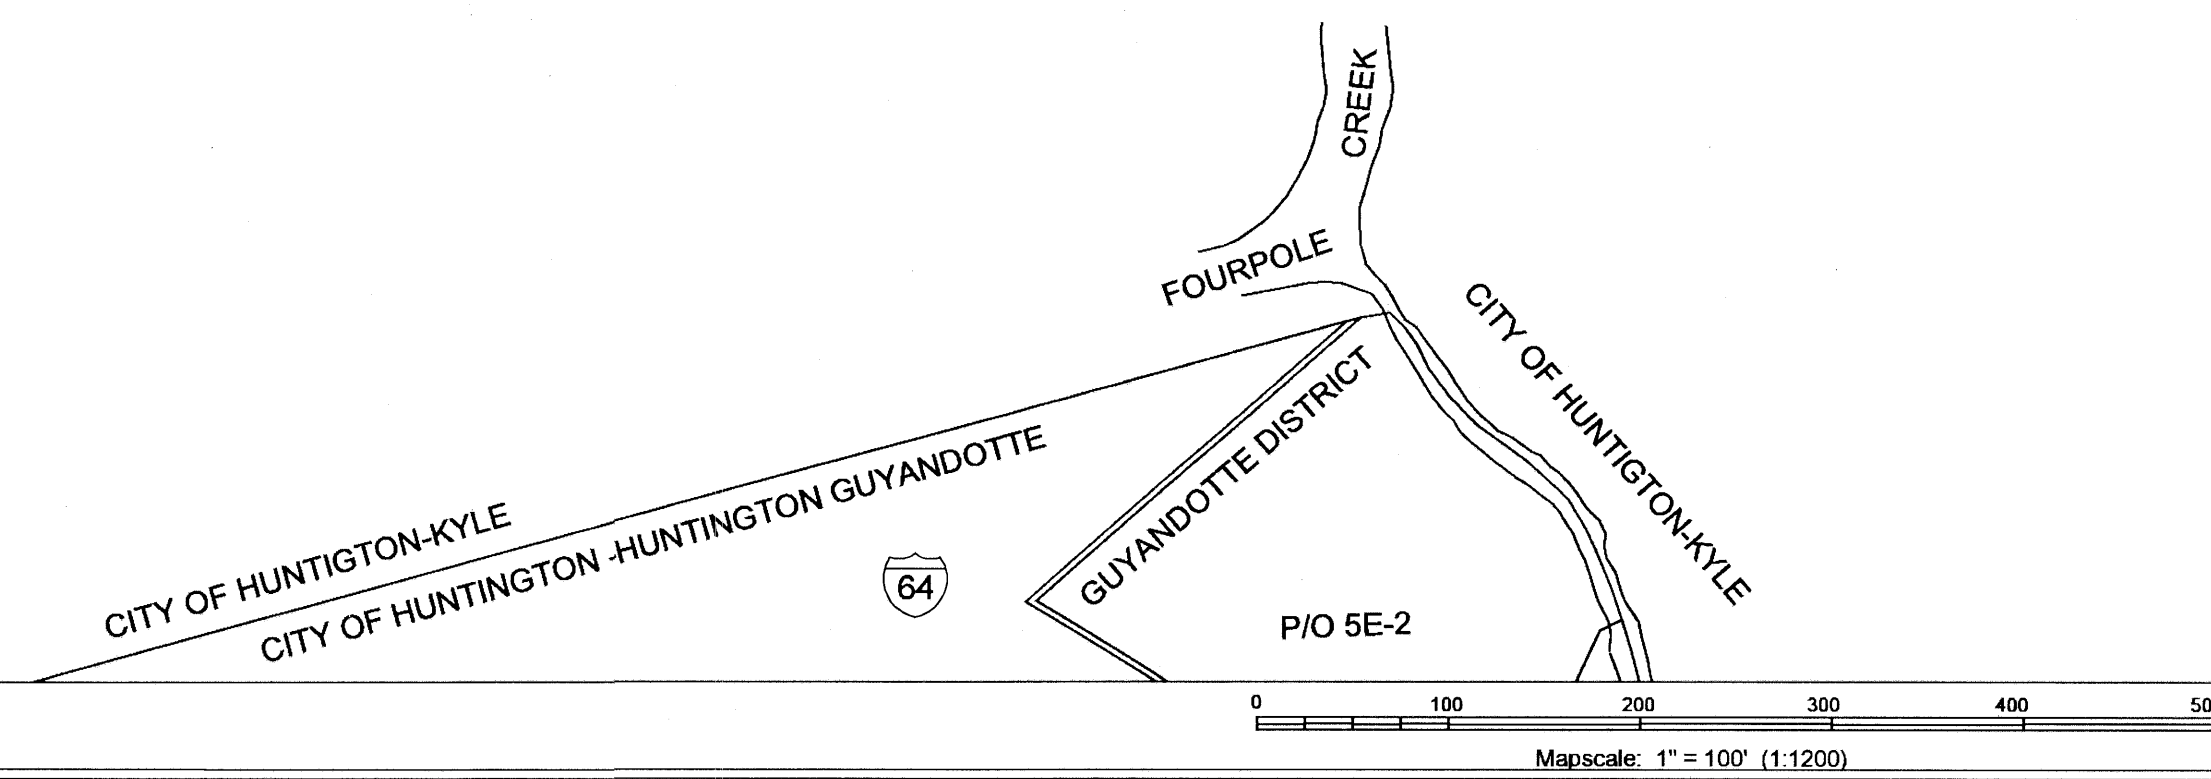 CREEK
FOURPOLE
CITY OF HUNTIGTON-KYLE
GUYANDOTTE DISTRICT
CITY OF HUNTIGTON-KYLE
CITY OF HUNTINGTON -HUNTINGTON GUYANDOTTE
64
P/O 5E-2
0 100 200 300 400 50
Mapscale: 1" = 100' (1:1200)